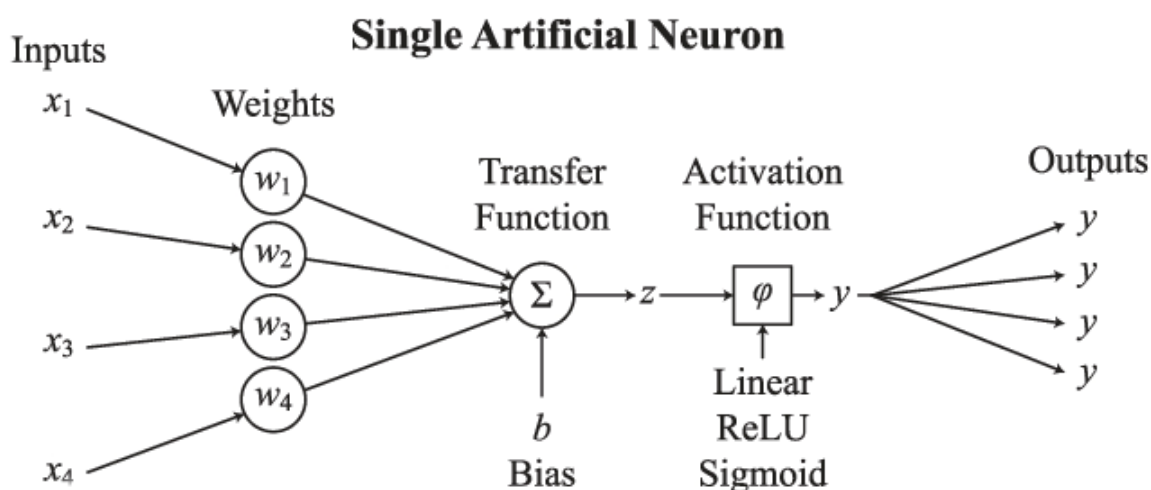 Single Artificial Neuron
Inputs
x₁
x₂
x₃
x₄
Weights
w₁
w₂
w₃
w₄
Transfer
Function
Σ
b
Bias
z
Activation
Function
φ
Linear
ReLU
Sigmoid
y
Outputs
y
y
y
y